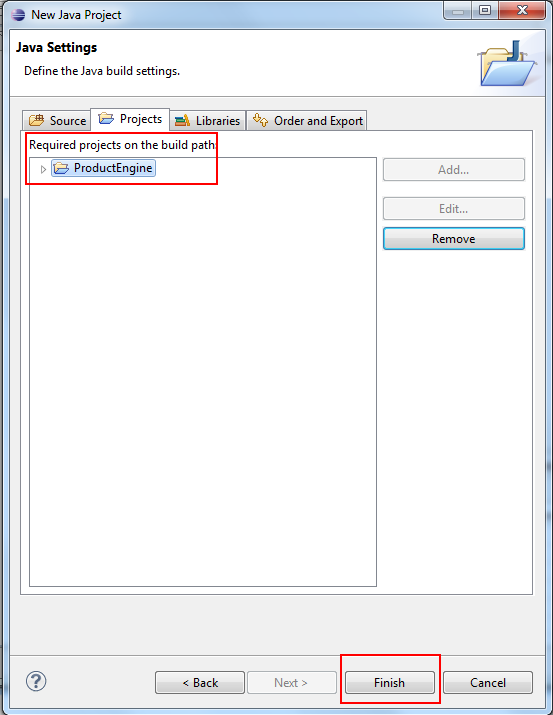 New Java Project
Java Settings
Define the Java build settings.
Source Projects Libraries Order and Export
Required projects on the build path:
ProductEngine
Add...
Edit...
Remove
?
< Back Next > Finish Cancel